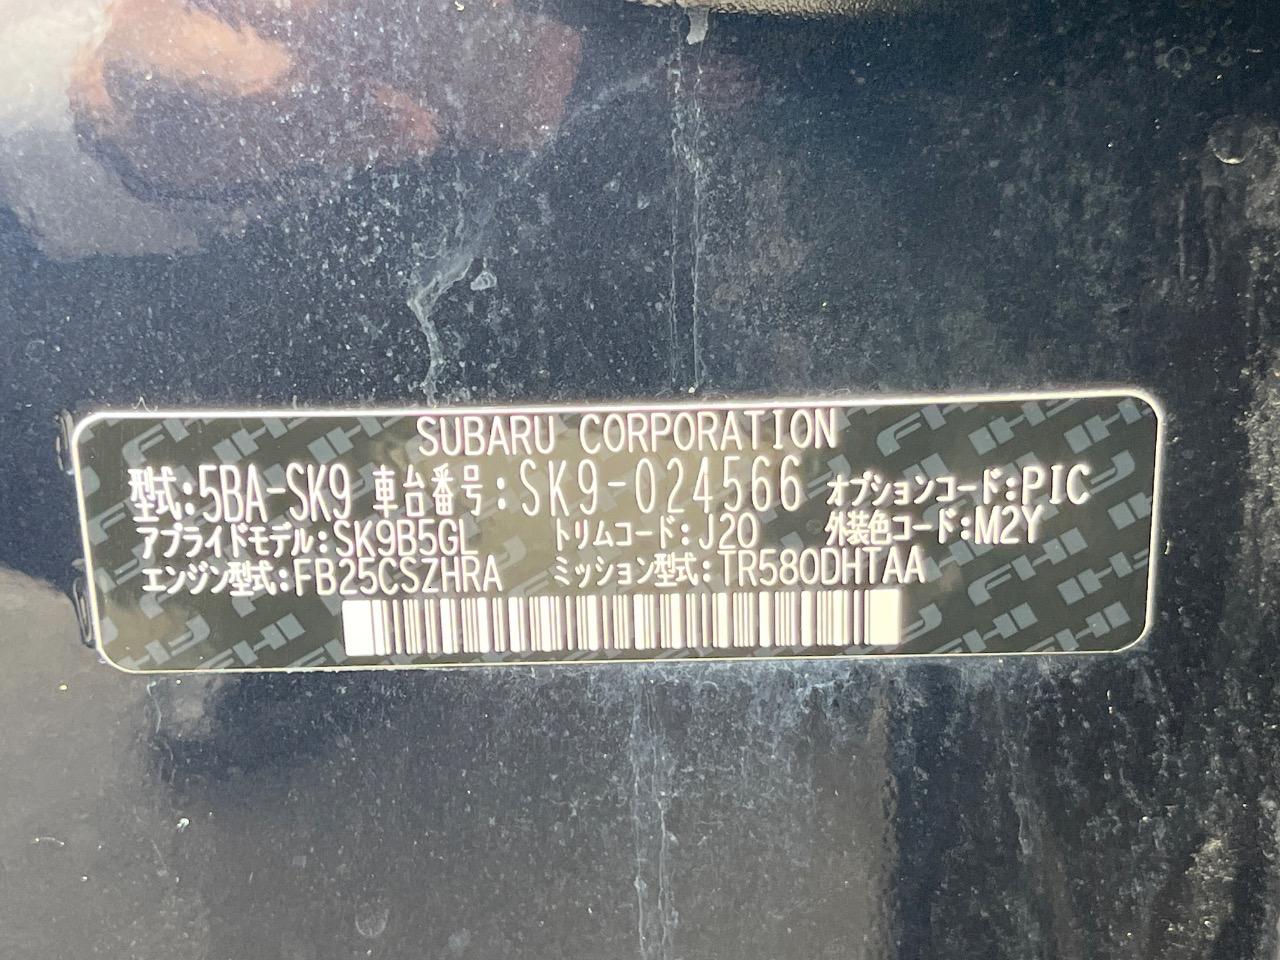 SUBARU CORPORATION
型式:5BA-SK9 車台番号:SK9-024566 オプションコード:PIC
アプライドモデル:SK9B5GL トリムコード:J20 外装色コード:M2Y
エンジン型式:FB25CSZHRA ミッション型式:TR580DHTAA